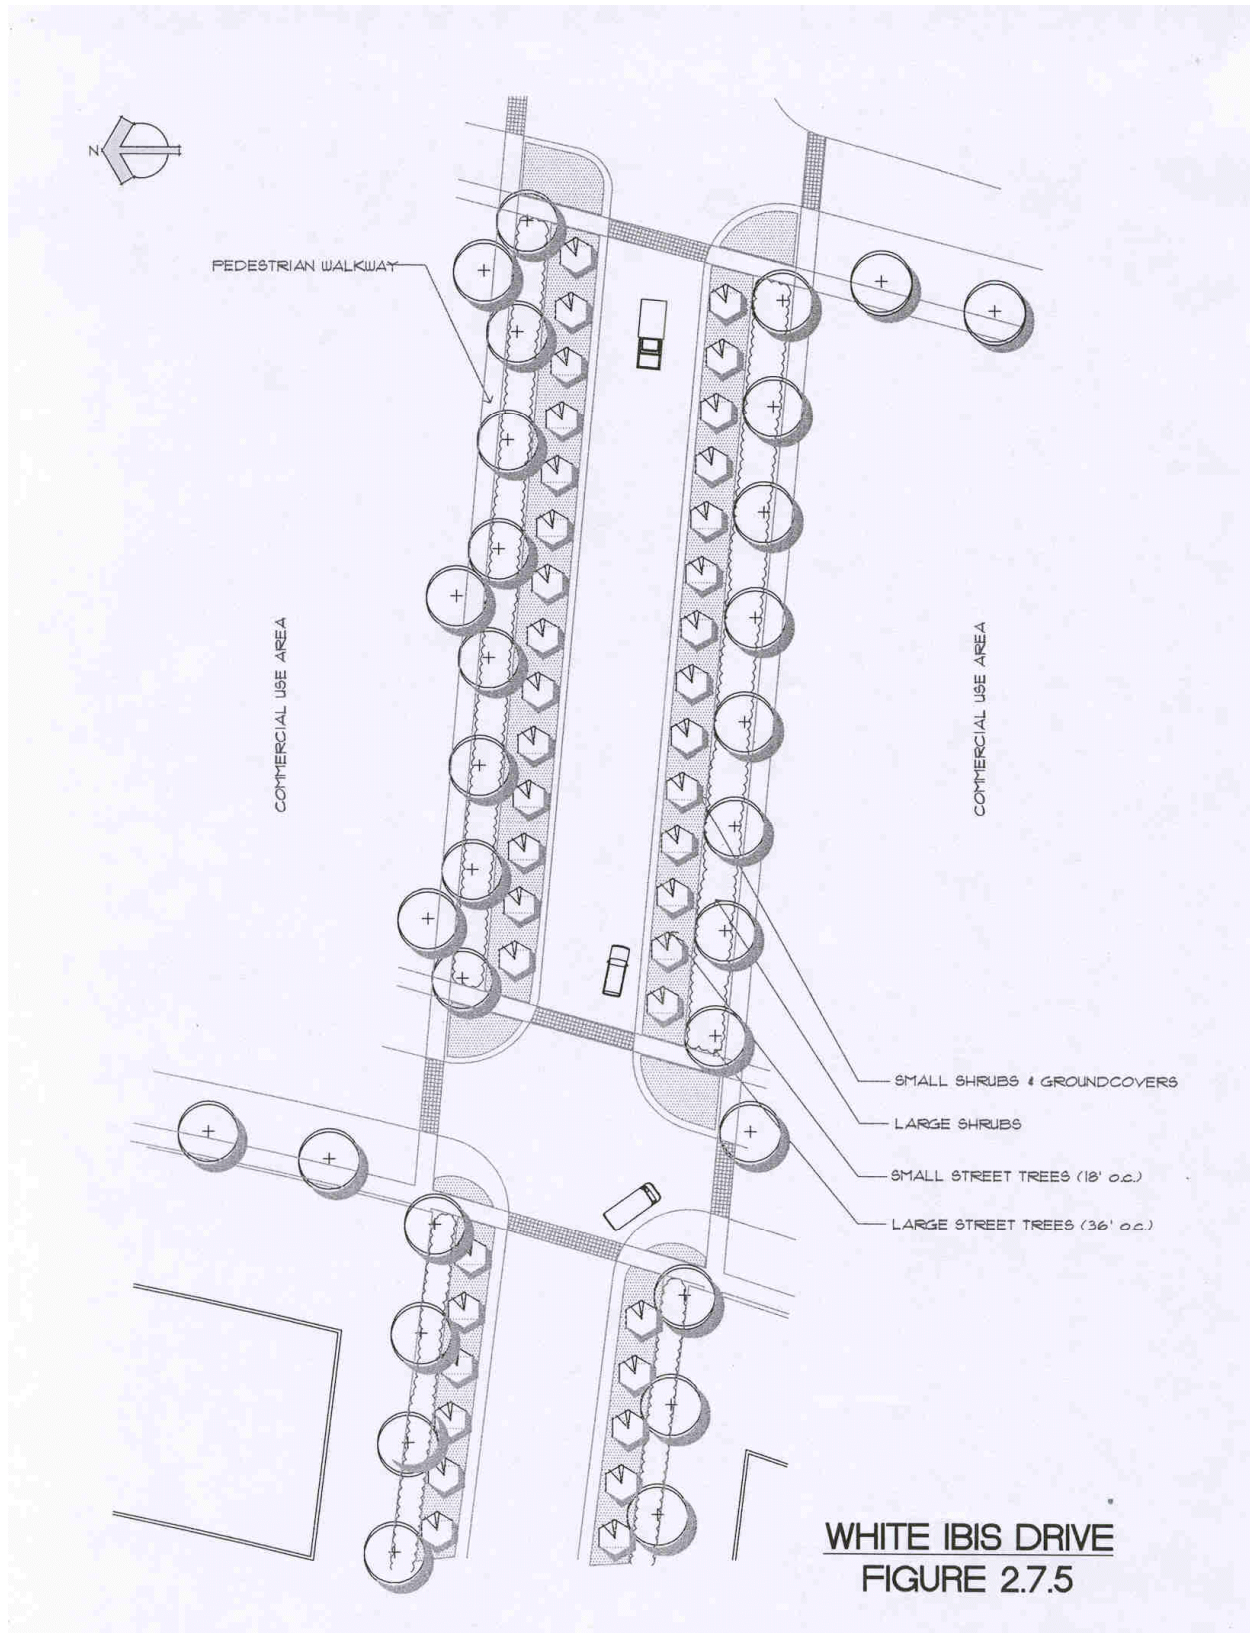 N
PEDESTRIAN WALKWAY
COMMERCIAL USE AREA
COMMERCIAL USE AREA
SMALL SHRUBS & GROUNDCOVERS
LARGE SHRUBS
SMALL STREET TREES (18' o.c.)
LARGE STREET TREES (36' o.c.)
WHITE IBIS DRIVE
FIGURE 2.7.5